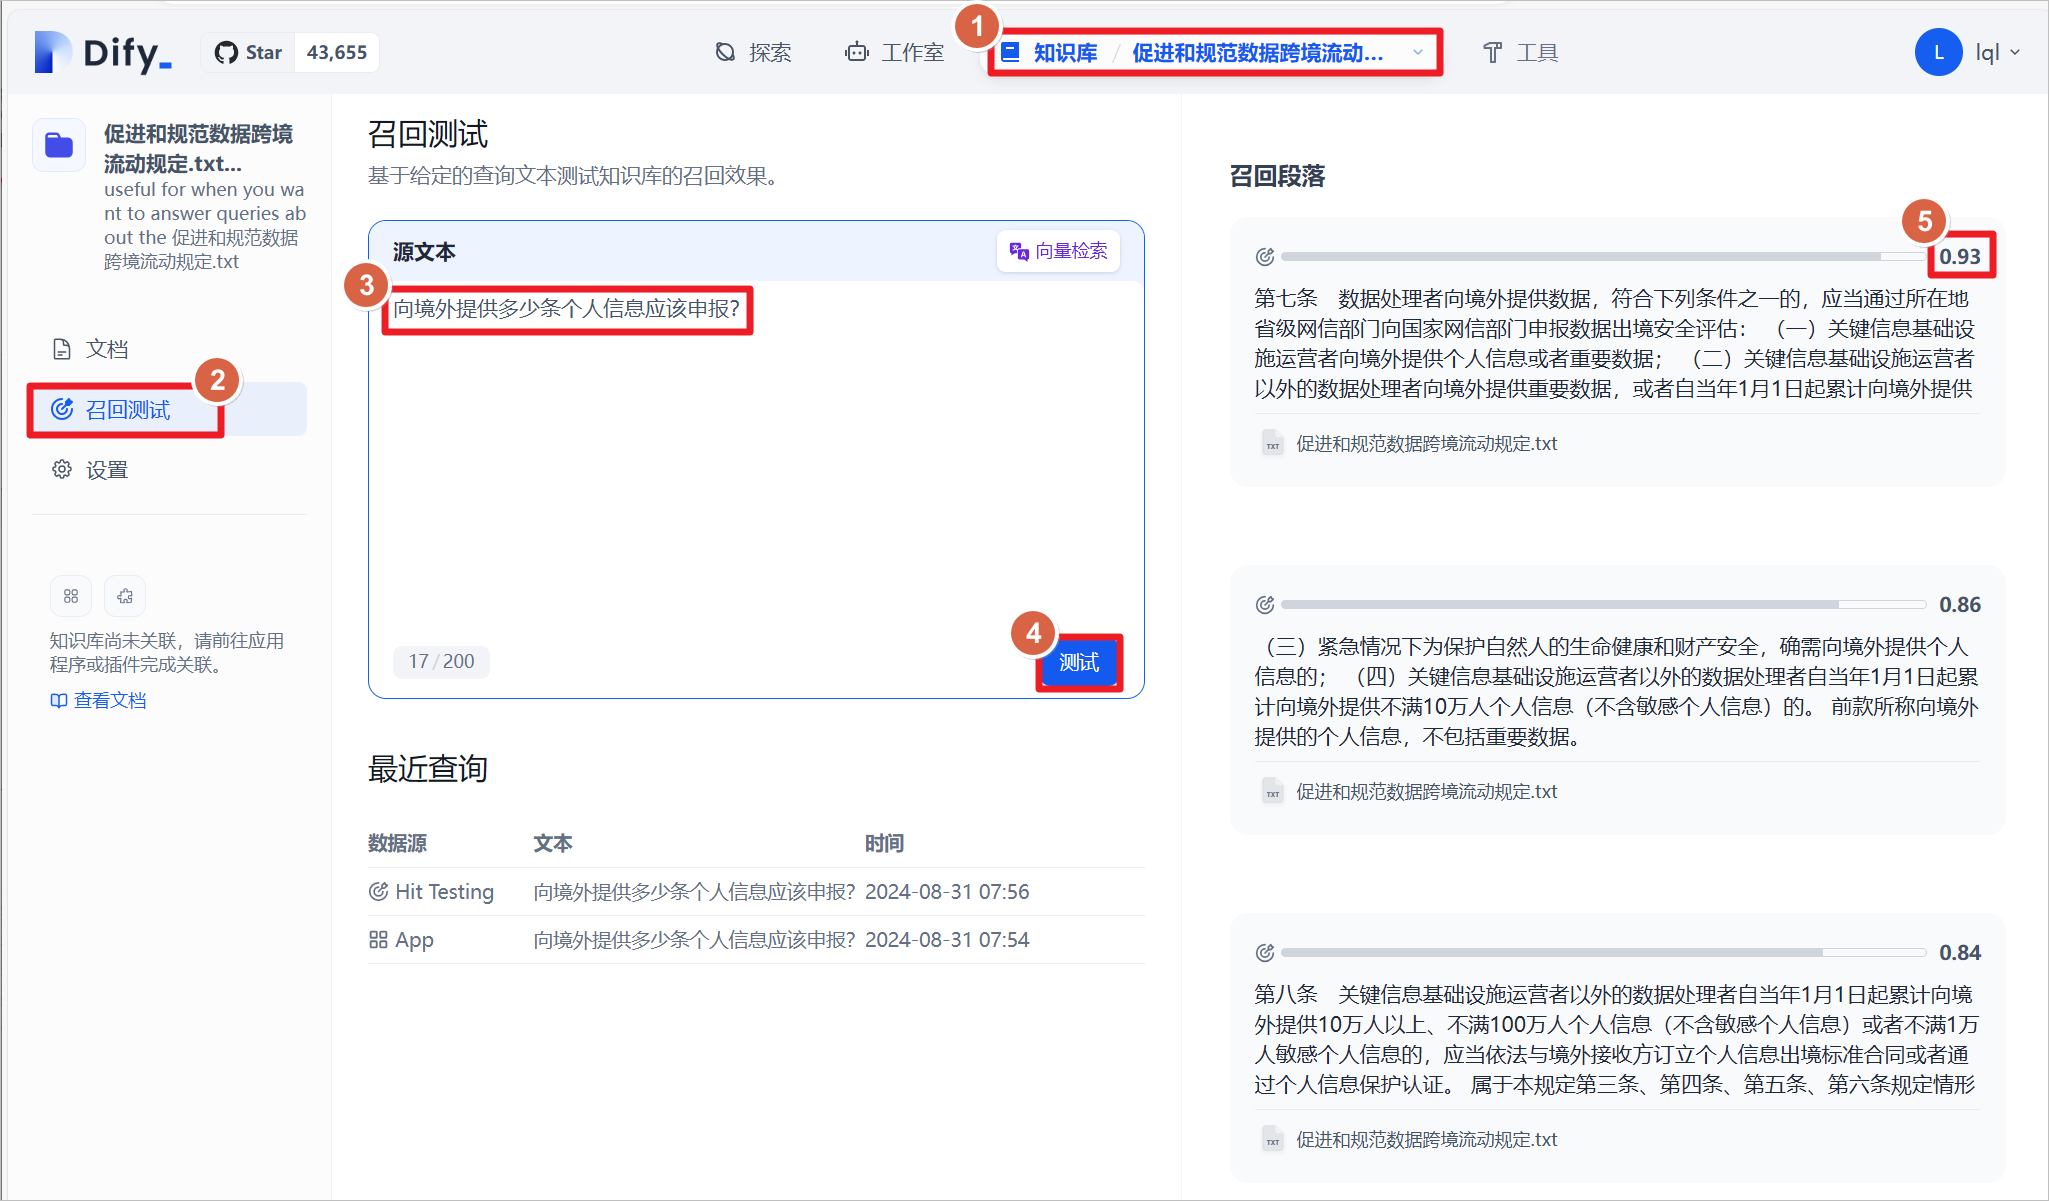 Dify_
Star 43,655
探索
工作室
1
知识库 / 促进和规范数据跨境流动...
工具
L lql
促进和规范数据跨境
流动规定.txt...
useful for when you wa
nt to answer queries ab
out the 促进和规范数据
跨境流动规定.txt
文档
2
召回测试
设置
知识库尚未关联，请前往应用
程序或插件完成关联。
查看文档
召回测试
基于给定的查询文本测试知识库的召回效果。
源文本
向量检索
3
向境外提供多少条个人信息应该申报？
17 / 200
4
测试
最近查询
数据源 文本 时间
Hit Testing 向境外提供多少条个人信息应该申报？ 2024-08-31 07:56
App 向境外提供多少条个人信息应该申报？ 2024-08-31 07:54
召回段落
5
0.93
第七条 数据处理者向境外提供数据，符合下列条件之一的，应当通过所在地
省级网信部门向国家网信部门申报数据出境安全评估： （一）关键信息基础设
施运营者向境外提供个人信息或者重要数据； （二）关键信息基础设施运营者
以外的数据处理者向境外提供重要数据，或者自当年1月1日起累计向境外提供
TXT 促进和规范数据跨境流动规定.txt
0.86
（三）紧急情况下为保护自然人的生命健康和财产安全，确需向境外提供个人
信息的； （四）关键信息基础设施运营者以外的数据处理者自当年1月1日起累
计向境外提供不满10万人个人信息（不含敏感个人信息）的。 前款所称向境外
提供的个人信息，不包括重要数据。
TXT 促进和规范数据跨境流动规定.txt
0.84
第八条 关键信息基础设施运营者以外的数据处理者自当年1月1日起累计向境
外提供10万人以上、不满100万人个人信息（不含敏感个人信息）或者不满1万
人敏感个人信息的，应当依法与境外接收方订立个人信息出境标准合同或者通
过个人信息保护认证。 属于本规定第三条、第四条、第五条、第六条规定情形
TXT 促进和规范数据跨境流动规定.txt